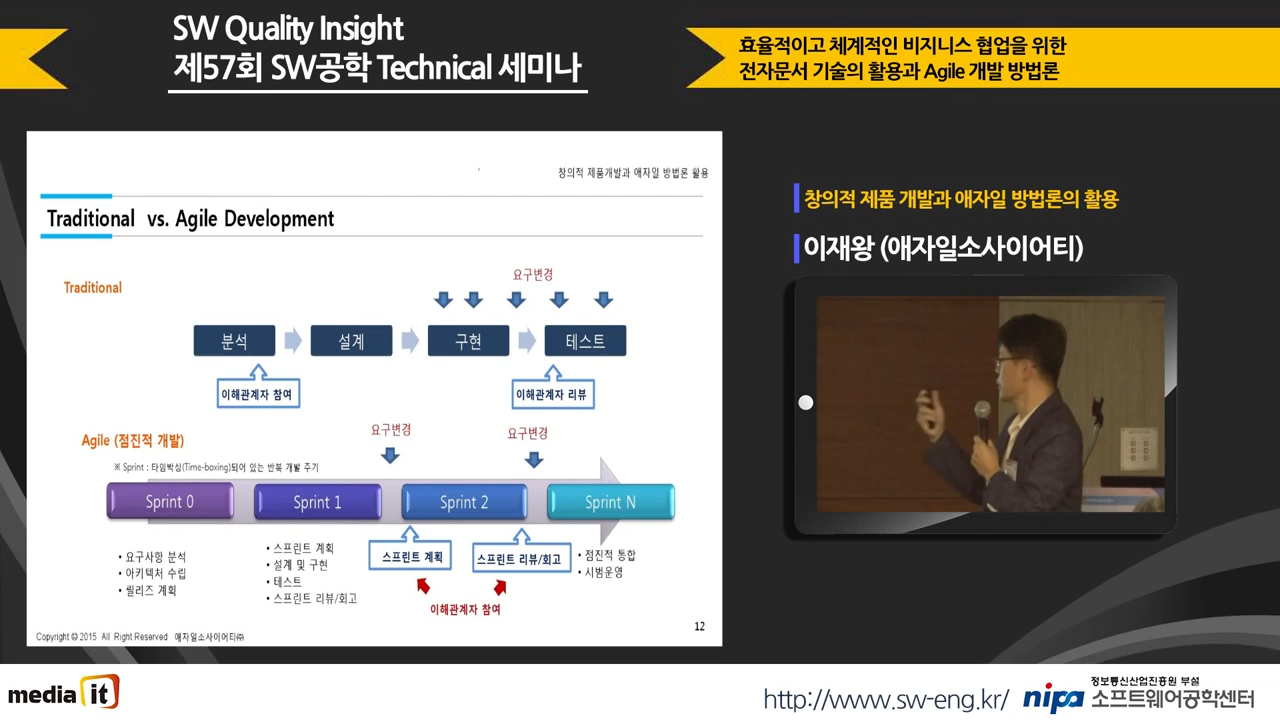 SW Quality Insight
제57회 SW공학 Technical 세미나
효율적이고 체계적인 비지니스 협업을 위한
전자문서 기술의 활용과 Agile 개발 방법론
창의적 제품개발과 애자일 방법론 활용
Traditional vs. Agile Development
Traditional
요구변경
분석
설계
구현
테스트
이해관계자 참여
이해관계자 리뷰
Agile (점진적 개발)
요구변경
요구변경
※ Sprint : 타임박싱(Time-boxing)되어 있는 반복 개발 주기
Sprint 0
Sprint 1
Sprint 2
Sprint N
• 요구사항 분석
• 아키텍처 수립
• 릴리즈 계획
• 스프린트 계획
• 설계 및 구현
• 테스트
• 스프린트 리뷰/회고
스프린트 계획
스프린트 리뷰/회고
• 점진적 통합
• 시범운영
이해관계자 참여
12
Copyright © 2015 All Right Reserved 애자일소사이어티㈜
창의적 제품 개발과 애자일 방법론의 활용
이재왕 (애자일소사이어티)
media it
http://www.sw-eng.kr/
nipa
정보통신산업진흥원 부설
소프트웨어공학센터